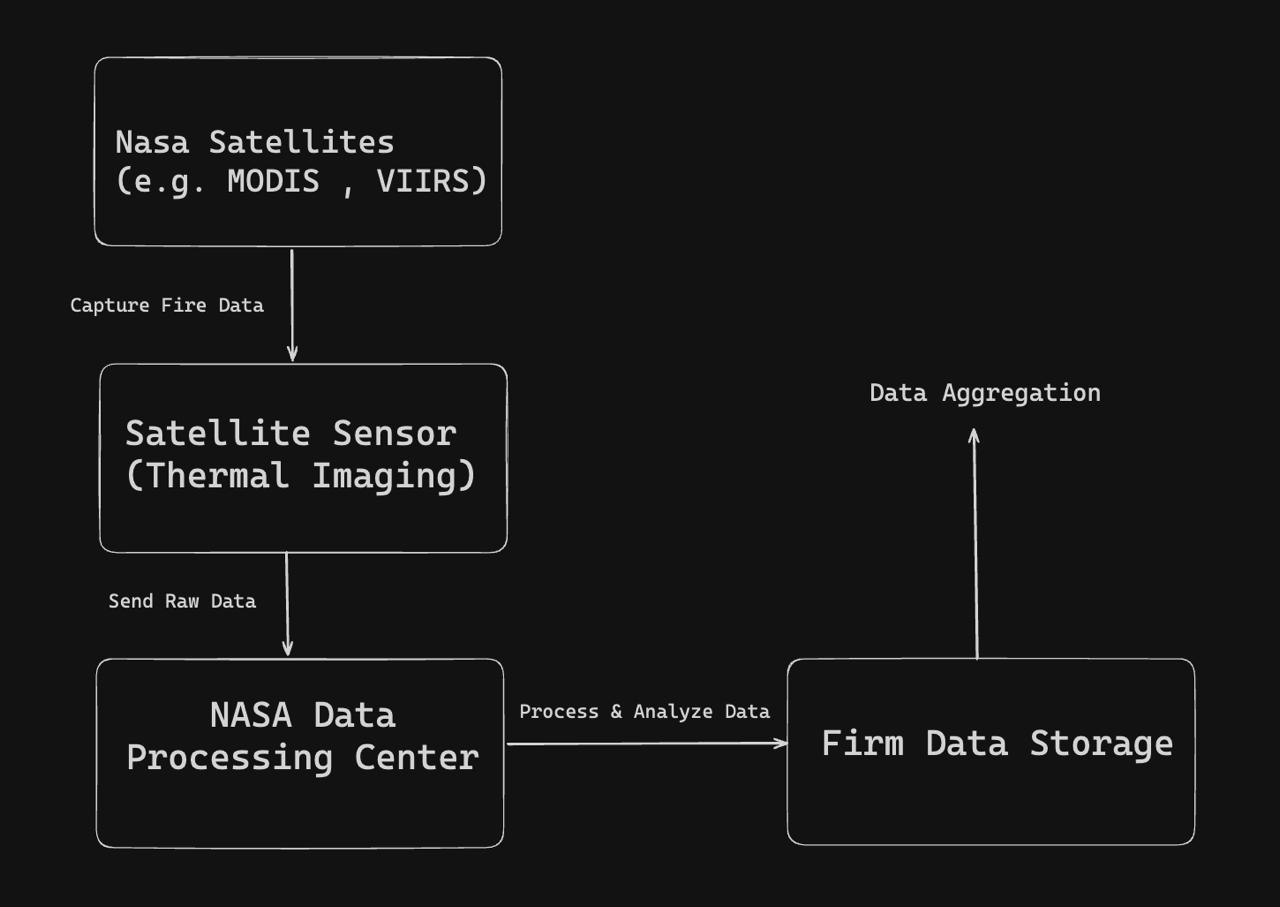 Nasa Satellites
(e.g. MODIS , VIIRS)
Capture Fire Data
Satellite Sensor
(Thermal Imaging)
Send Raw Data
NASA Data
Processing Center
Process & Analyze Data
Firm Data Storage
Data Aggregation